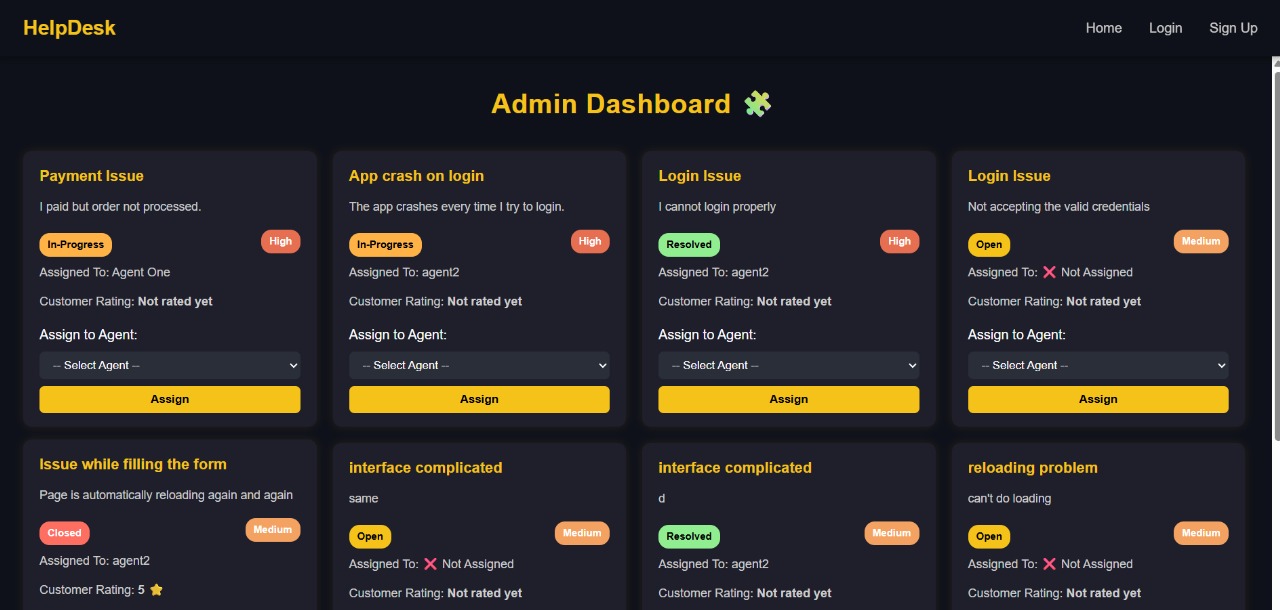 HelpDesk
Home Login Sign Up
Admin Dashboard
Payment Issue
I paid but order not processed.
In-Progress High
Assigned To: Agent One
Customer Rating: Not rated yet
Assign to Agent:
-- Select Agent --
Assign
App crash on login
The app crashes every time I try to login.
In-Progress High
Assigned To: agent2
Customer Rating: Not rated yet
Assign to Agent:
-- Select Agent --
Assign
Login Issue
I cannot login properly
Resolved High
Assigned To: agent2
Customer Rating: Not rated yet
Assign to Agent:
-- Select Agent --
Assign
Login Issue
Not accepting the valid credentials
Open Medium
Assigned To: ❌ Not Assigned
Customer Rating: Not rated yet
Assign to Agent:
-- Select Agent --
Assign
Issue while filling the form
Page is automatically reloading again and again
Closed Medium
Assigned To: agent2
Customer Rating: 5 ⭐
interface complicated
same
Open Medium
Assigned To: ❌ Not Assigned
Customer Rating: Not rated yet
interface complicated
d
Resolved Medium
Assigned To: agent2
Customer Rating: Not rated yet
reloading problem
can't do loading
Open Medium
Assigned To: ❌ Not Assigned
Customer Rating: Not rated yet